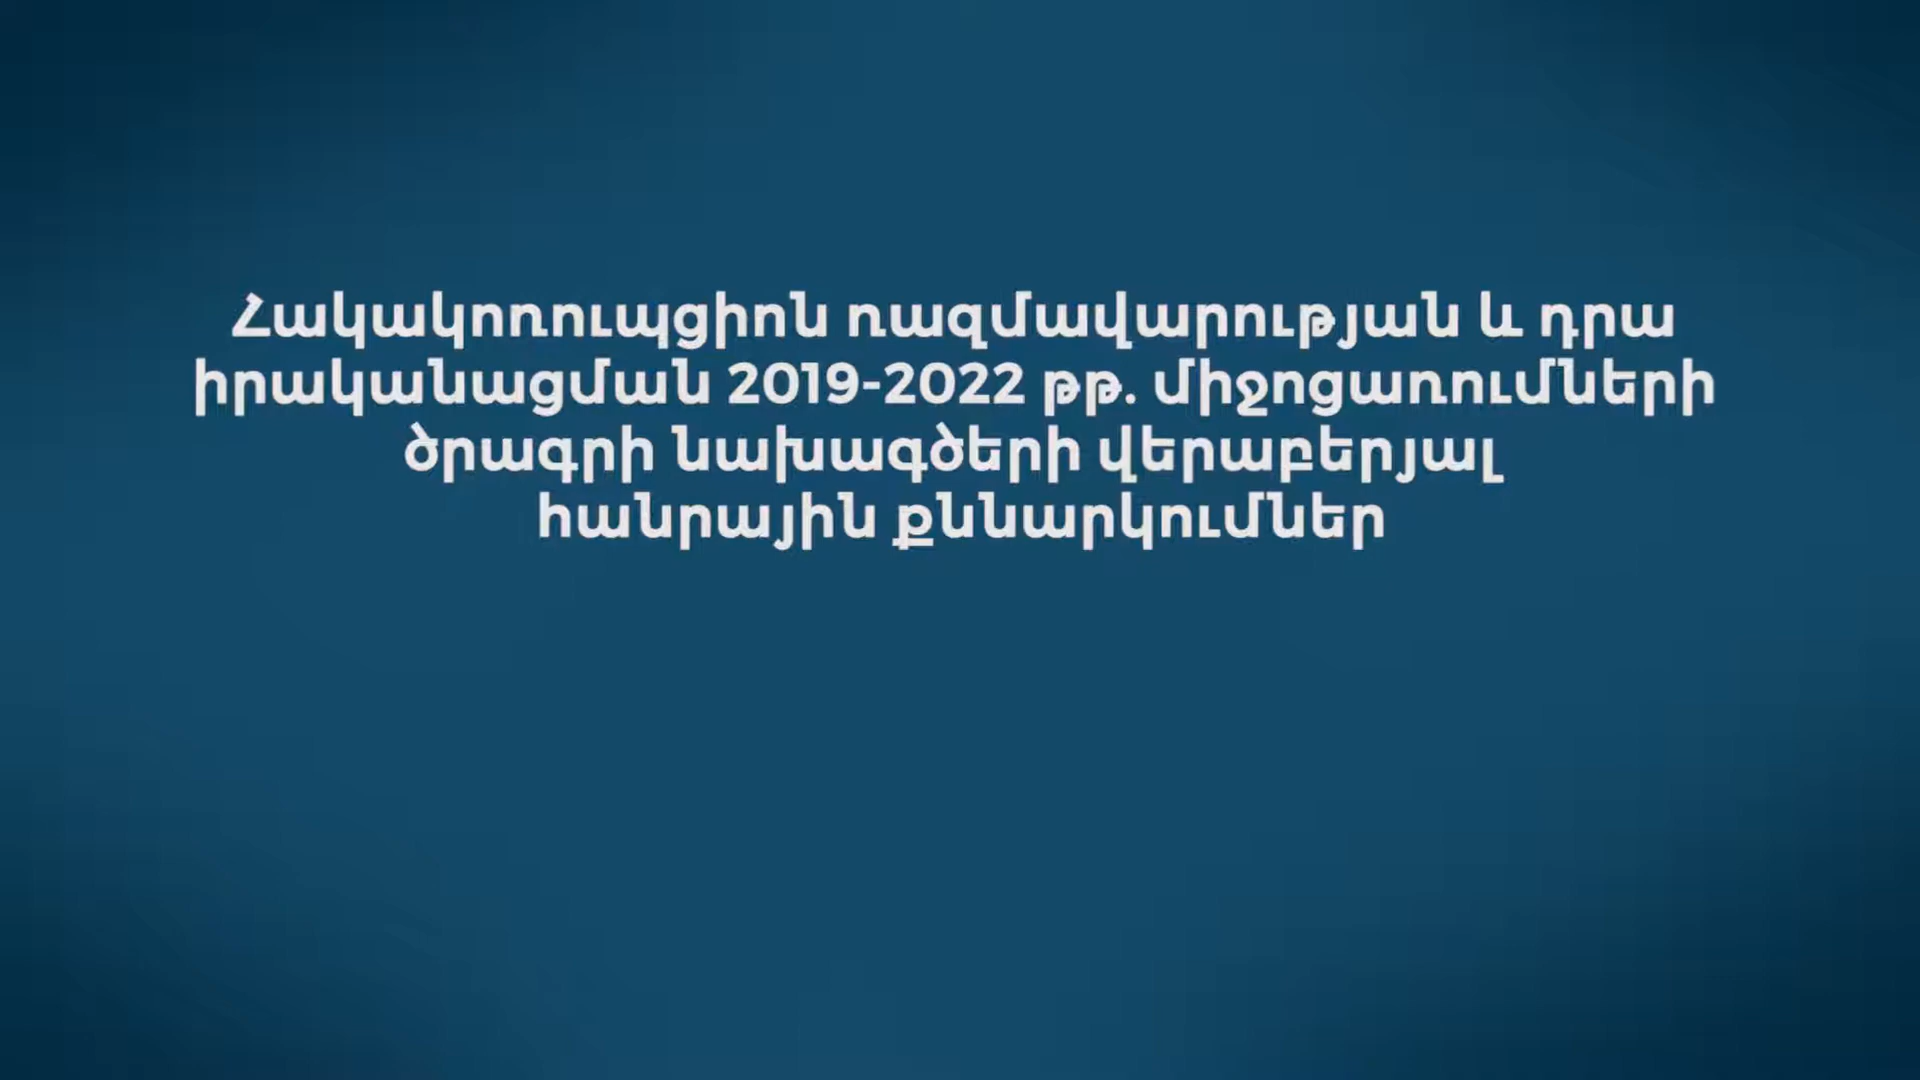 Հակակոռուպցիոն ռազմավարության և դրա
իրականացման 2019-2022 թթ. միջոցառումների
ծրագրի նախագծերի վերաբերյալ
հանրային քննարկումներ